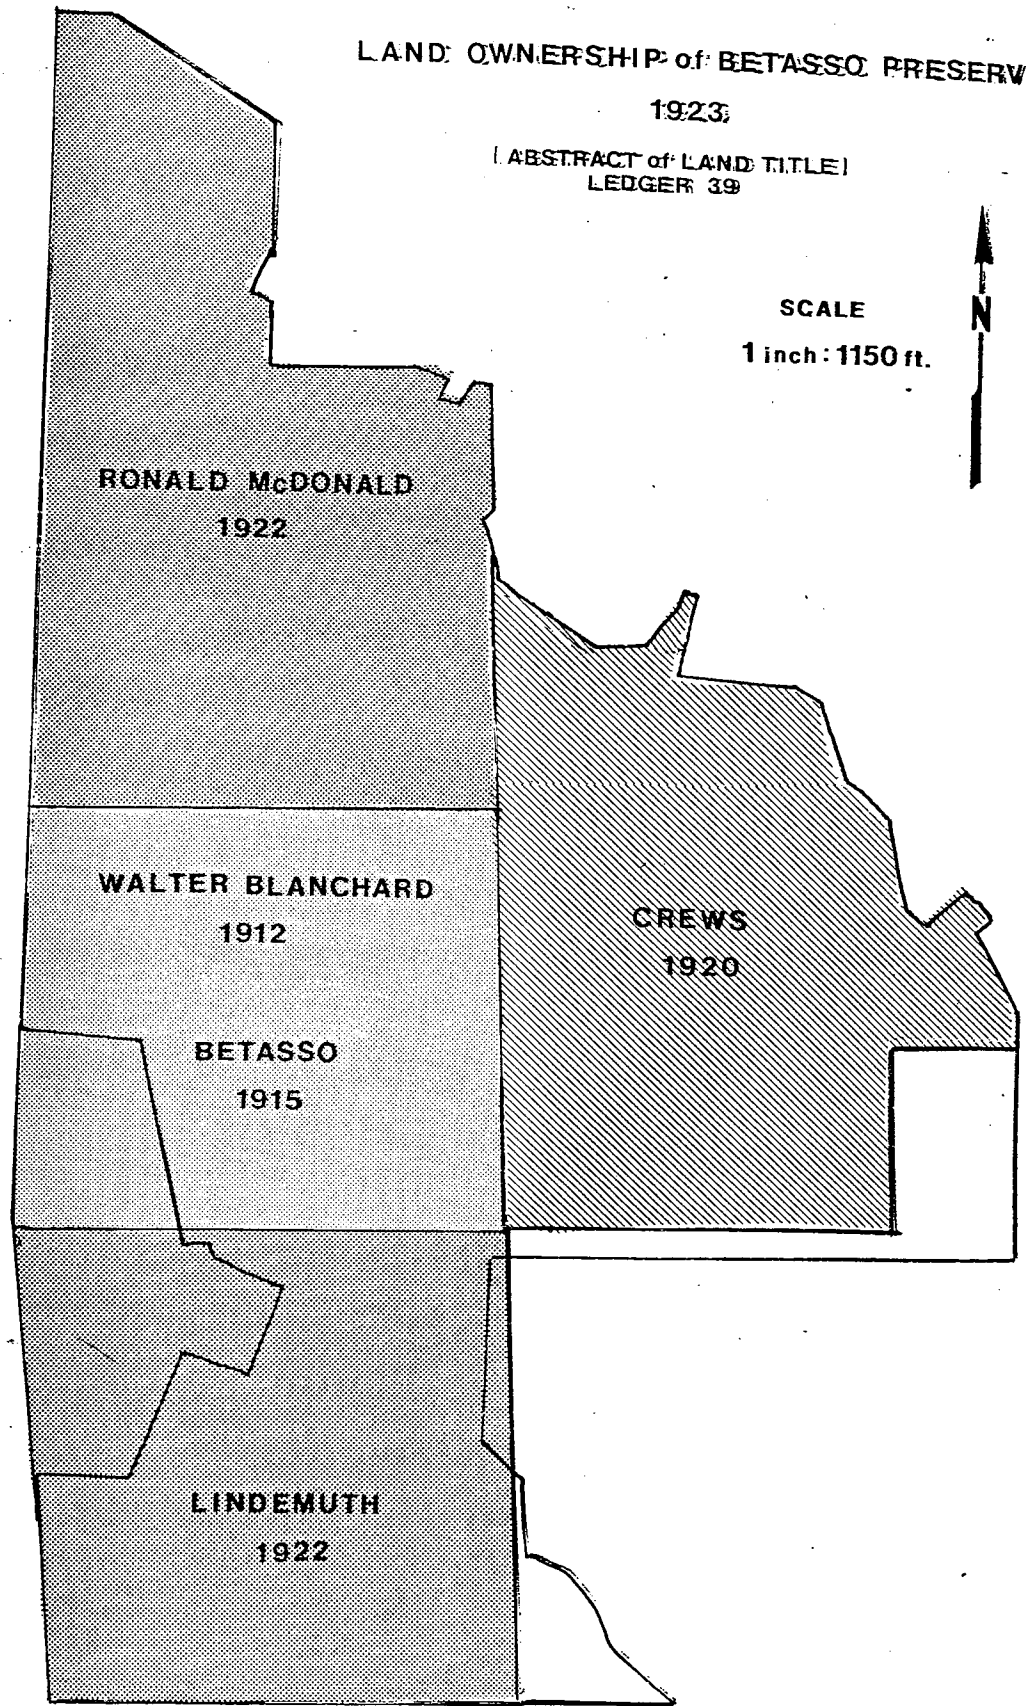 LAND OWNERSHIP of BETASSO PRESERV
1923
[ABSTRACT of LAND TITLE]
LEDGER 39
SCALE
1 inch : 1150 ft.
N
RONALD McDONALD
1922
WALTER BLANCHARD
1912
CREWS
1920
BETASSO
1915
LINDEMUTH
1922